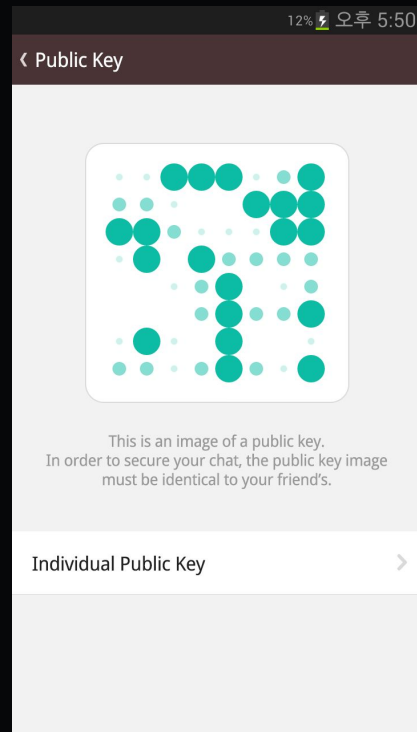 12% 오후 5:50
Public Key
This is an image of a public key.
In order to secure your chat, the public key image
must be identical to your friend's.
Individual Public Key